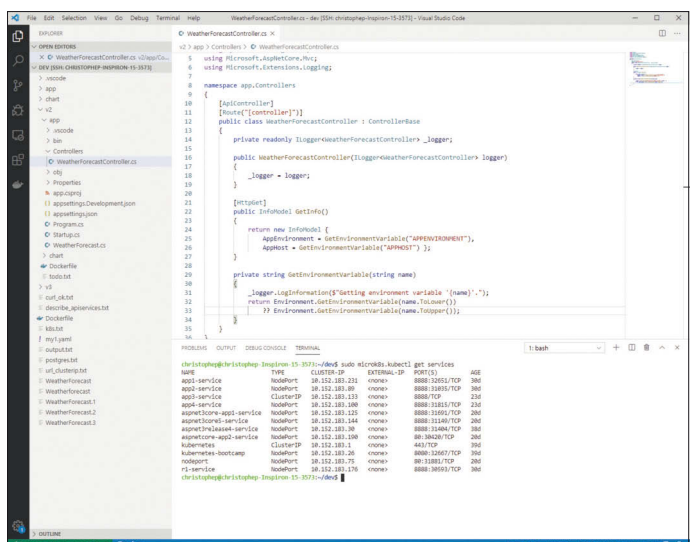 File Edit Selection View Go Debug Terminal Help
WeatherForecastController.cs - dev [SSH: christophep-inspiron-15-3573] - Visual Studio Code
EXPLORER
OPEN EDITORS
WeatherForecastController.cs v2/app/Co...
DEV [SSH: CHRISTOPHEP-INSPIRON-15-3573]
.vscode
app
chart
v2
app
.vscode
bin
Controllers
WeatherForecastController.cs
obj
Properties
app.csproj
appsettings.Development.json
appsettings.json
Program.cs
Startup.cs
WeatherForecast.cs
chart
Dockerfile
todo.txt
v3
curl_ok.txt
describe_apiservices.txt
Dockerfile
k8s.txt
my1.yaml
output.txt
postgres.txt
url_clusterip.txt
WeatherForecast
Weatherforecast
WeatherForecast.1
WeatherForecast.2
WeatherForecast.3
OUTLINE
WeatherForecastController.cs
v2 > app > Controllers > WeatherForecastController.cs
5 using Microsoft.AspNetCore.Mvc;
6 using Microsoft.Extensions.Logging;
7
8 namespace app.Controllers
9 {
10 [ApiController]
11 [Route("[controller]")]
12 public class WeatherForecastController : ControllerBase
13 {
14 private readonly ILogger<WeatherForecastController> _logger;
15
16 public WeatherForecastController(ILogger<WeatherForecastController> logger)
17 {
18 _logger = logger;
19 }
20
21 [HttpGet]
22 public InfoModel GetInfo()
23 {
24 return new InfoModel {
25 AppEnvironment = GetEnvironmentVariable("APPENVIRONMENT"),
26 AppHost = GetEnvironmentVariable("APPHOST") };
27 }
28
29 private string GetEnvironmentVariable(string name)
30 {
31 _logger.LogInformation($"Getting environment variable '{name}'.");
32 return Environment.GetEnvironmentVariable(name.ToLower())
33 ?? Environment.GetEnvironmentVariable(name.ToUpper());
34 }
35 }
36 }
PROBLEMS OUTPUT DEBUG CONSOLE TERMINAL
1: bash
christophep@christophep-Inspiron-15-3573:~/dev$ sudo microk8s.kubectl get services
NAME TYPE CLUSTER-IP EXTERNAL-IP PORT(S) AGE
app1-service NodePort 10.152.183.231 <none> 8888:32651/TCP 30d
app2-service NodePort 10.152.183.89 <none> 8888:31035/TCP 30d
app3-service ClusterIP 10.152.183.133 <none> 8888/TCP 23d
app4-service NodePort 10.152.183.100 <none> 8888:31815/TCP 23d
aspnet3core-app1-service NodePort 10.152.183.125 <none> 8888:31691/TCP 20d
aspnet3core5-service NodePort 10.152.183.144 <none> 8888:31149/TCP 20d
aspnet3release4-service NodePort 10.152.183.30 <none> 8888:31404/TCP 38d
aspnetcore-app2-service NodePort 10.152.183.190 <none> 80:30420/TCP 20d
kubernetes ClusterIP 10.152.183.1 <none> 443/TCP 39d
kubernetes-bootcamp NodePort 10.152.183.26 <none> 8080:32667/TCP 39d
nodeport NodePort 10.152.183.75 <none> 80:31881/TCP 20d
r1-service NodePort 10.152.183.176 <none> 8888:30593/TCP 30d
christophep@christophep-Inspiron-15-3573:~/dev$